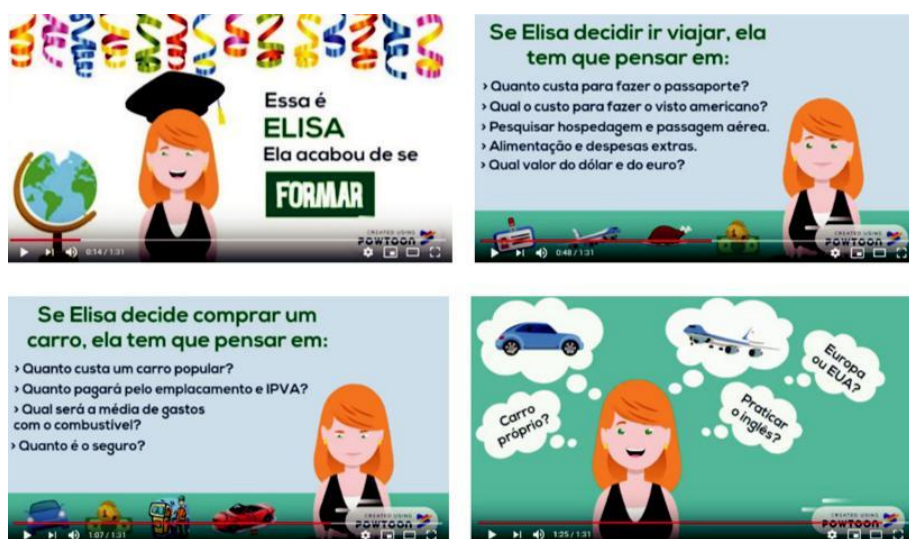 Essa é
ELISA
Ela acabou de se
FORMAR
CREATED USING
POWTOON
0:14 / 1:31
Se Elisa decidir ir viajar, ela
tem que pensar em:
› Quanto custa para fazer o passaporte?
› Qual o custo para fazer o visto americano?
› Pesquisar hospedagem e passagem aérea.
› Alimentação e despesas extras.
› Qual valor do dólar e do euro?
CREATED USING
POWTOON
0:48 / 1:31
Se Elisa decide comprar um
carro, ela tem que pensar em:
› Quanto custa um carro popular?
› Quanto pagará pelo emplacamento e IPVA?
› Qual será a média de gastos
com o combustível?
› Quanto é o seguro?
CREATED USING
POWTOON
1:07 / 1:31
Carro
próprio?
Praticar
o inglês?
Europa
ou EUA?
CREATED USING
POWTOON
1:25 / 1:31